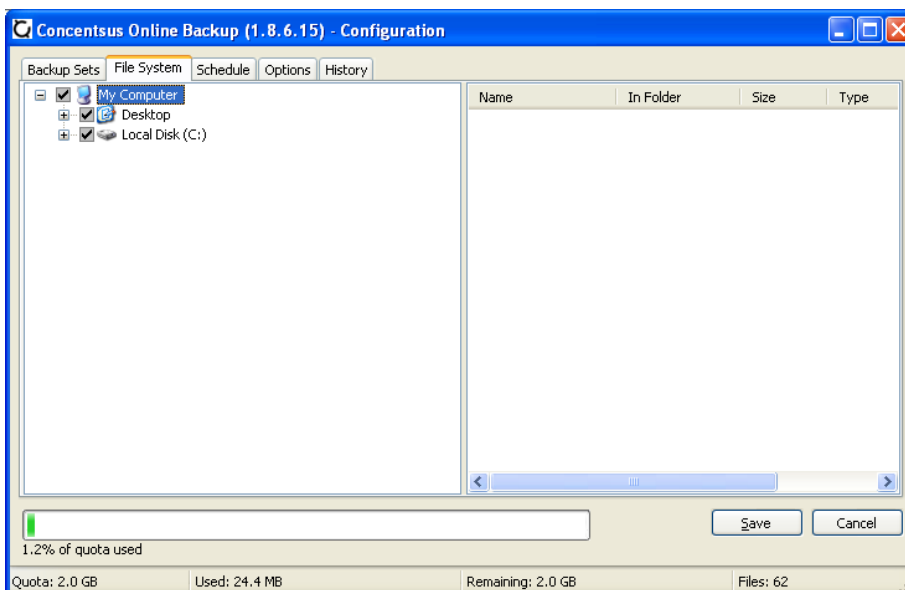 Concentsus Online Backup (1.8.6.15) - Configuration
Backup Sets File System Schedule Options History
My Computer
Desktop
Local Disk (C:)
Name In Folder Size Type
Save Cancel
1.2% of quota used
Quota: 2.0 GB Used: 24.4 MB Remaining: 2.0 GB Files: 62